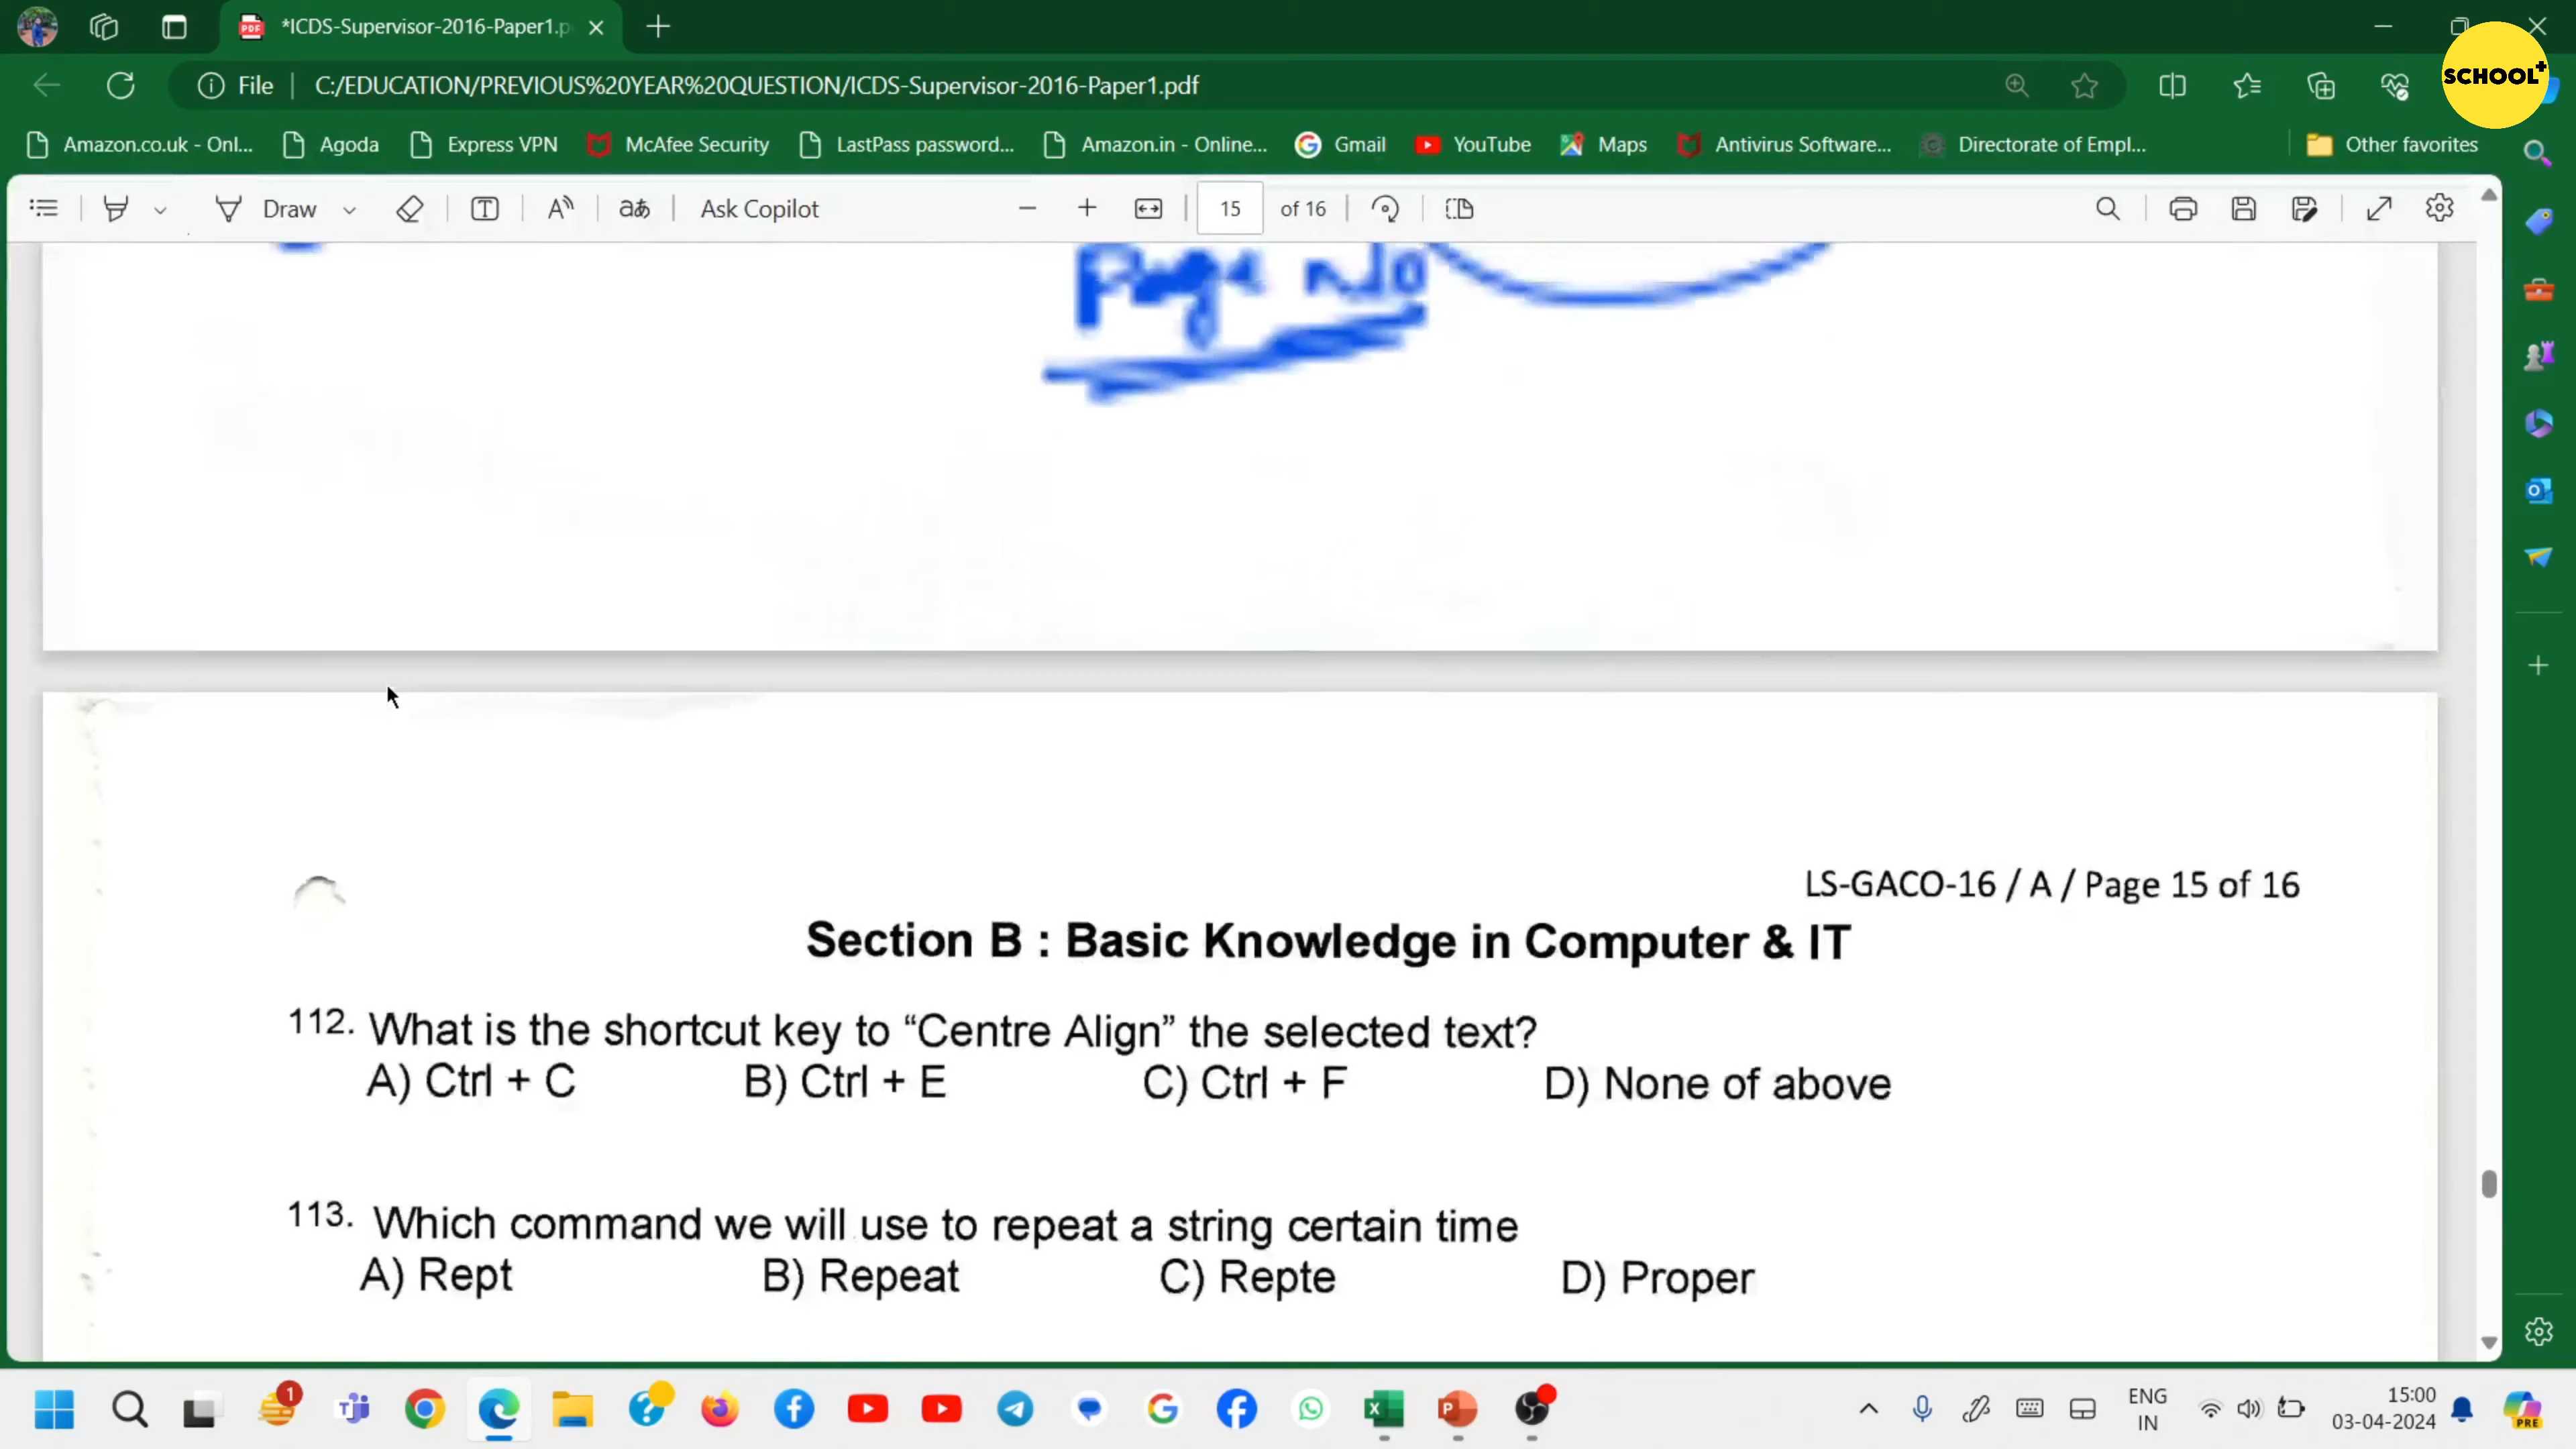 *ICDS-Supervisor-2016-Paper1.p
SCHOOL+
File | C:/EDUCATION/PREVIOUS%20YEAR%20QUESTION/ICDS-Supervisor-2016-Paper1.pdf
Amazon.co.uk - Onl... Agoda Express VPN McAfee Security LastPass password... Amazon.in - Online... Gmail YouTube Maps Antivirus Software... Directorate of Empl... Other favorites
Draw Ask Copilot 15 of 16
Page No
LS-GACO-16 / A / Page 15 of 16
Section B : Basic Knowledge in Computer & IT
112. What is the shortcut key to “Centre Align” the selected text?
A) Ctrl + C B) Ctrl + E C) Ctrl + F D) None of above
113. Which command we will use to repeat a string certain time
A) Rept B) Repeat C) Repte D) Proper
1
ENG
IN
15:00
03-04-2024
PRE